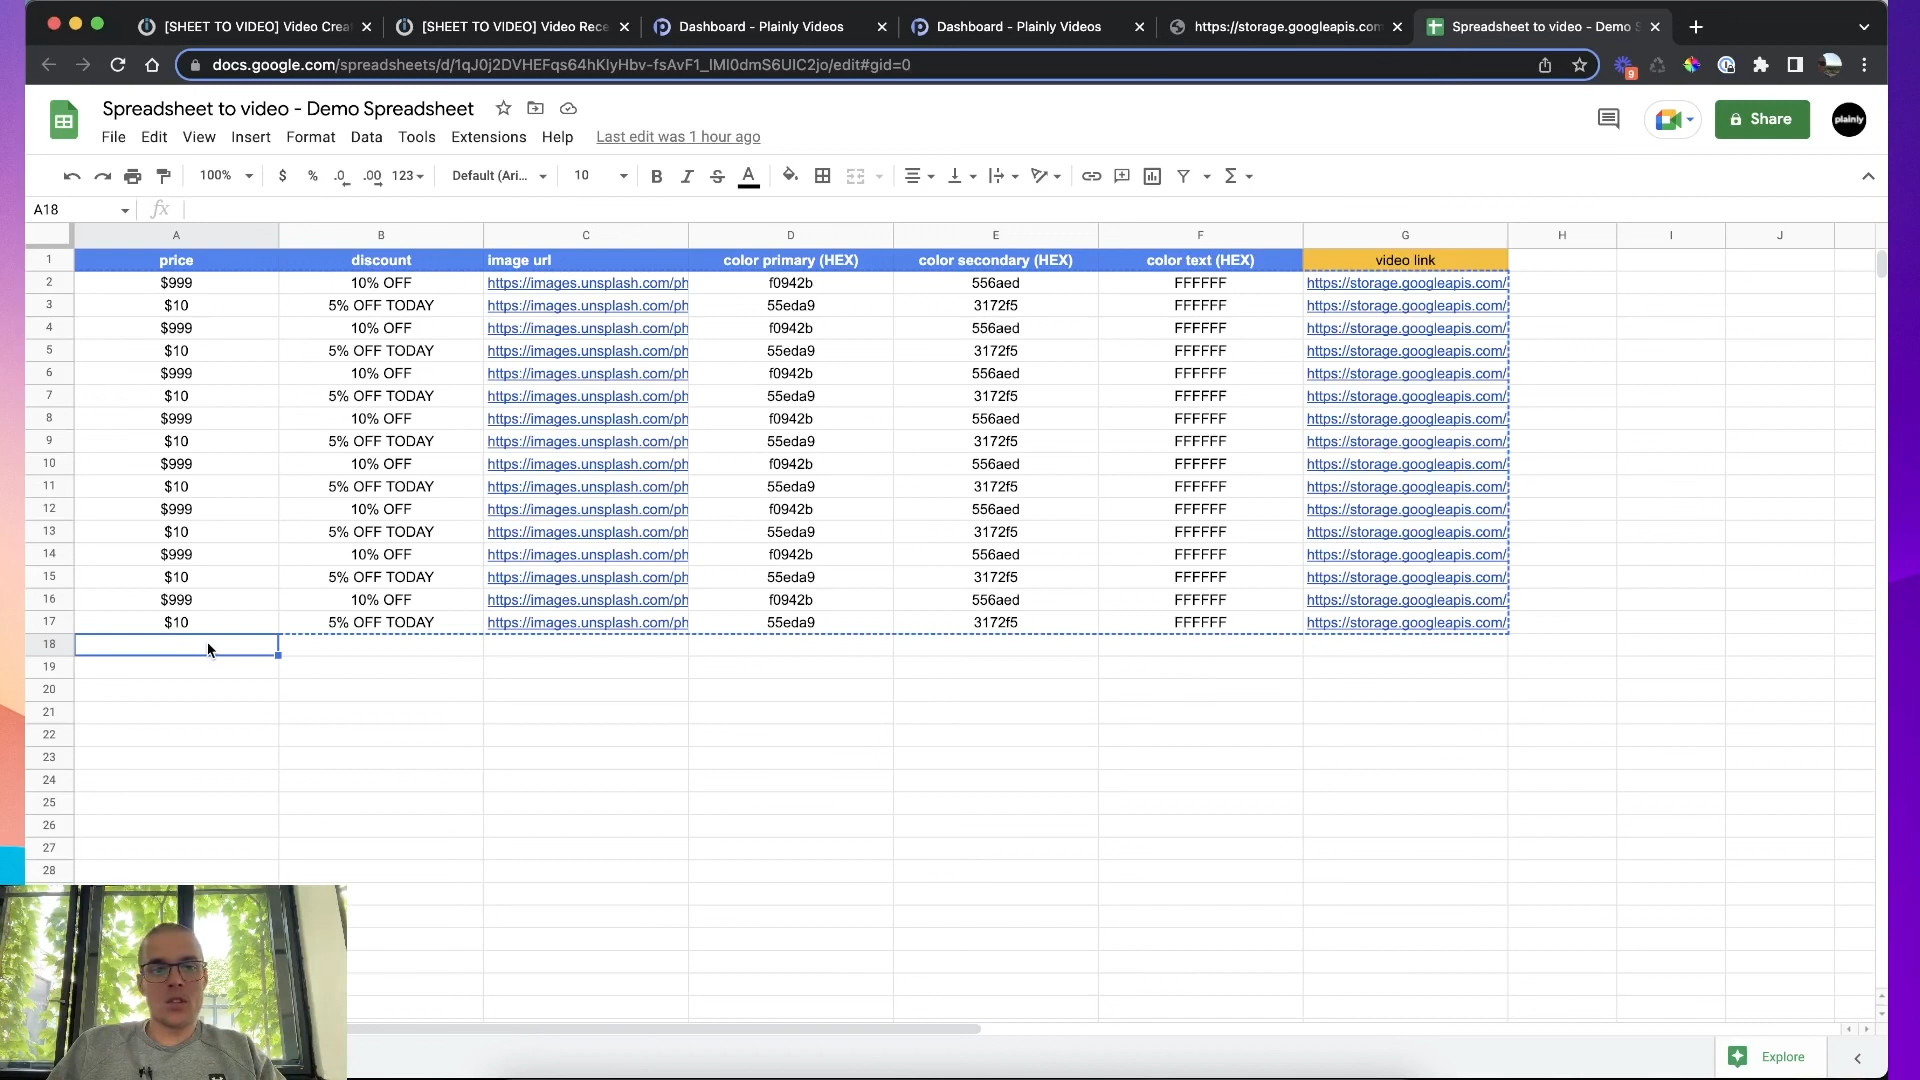 [SHEET TO VIDEO] Video Crea
[SHEET TO VIDEO] Video Rece
Dashboard - Plainly Videos
Dashboard - Plainly Videos
https://storage.googleapis.com
Spreadsheet to video - Demo S
docs.google.com/spreadsheets/d/1qJ0j2DVHEFqs64hKlyHbv-fsAvF1_lMl0dmS6UIC2jo/edit#gid=0
9
Spreadsheet to video - Demo Spreadsheet
File Edit View Insert Format Data Tools Extensions Help Last edit was 1 hour ago
Share
plainly
100% $ % .0 .00 123 Default (Ari... 10 B I S A Σ
A18 fx
A B C D E F G H I J
1 price discount image url color primary (HEX) color secondary (HEX) color text (HEX) video link
2 $999 10% OFF https://images.unsplash.com/ph f0942b 556aed FFFFFF https://storage.googleapis.com/
3 $10 5% OFF TODAY https://images.unsplash.com/ph 55eda9 3172f5 FFFFFF https://storage.googleapis.com/
4 $999 10% OFF https://images.unsplash.com/ph f0942b 556aed FFFFFF https://storage.googleapis.com/
5 $10 5% OFF TODAY https://images.unsplash.com/ph 55eda9 3172f5 FFFFFF https://storage.googleapis.com/
6 $999 10% OFF https://images.unsplash.com/ph f0942b 556aed FFFFFF https://storage.googleapis.com/
7 $10 5% OFF TODAY https://images.unsplash.com/ph 55eda9 3172f5 FFFFFF https://storage.googleapis.com/
8 $999 10% OFF https://images.unsplash.com/ph f0942b 556aed FFFFFF https://storage.googleapis.com/
9 $10 5% OFF TODAY https://images.unsplash.com/ph 55eda9 3172f5 FFFFFF https://storage.googleapis.com/
10 $999 10% OFF https://images.unsplash.com/ph f0942b 556aed FFFFFF https://storage.googleapis.com/
11 $10 5% OFF TODAY https://images.unsplash.com/ph 55eda9 3172f5 FFFFFF https://storage.googleapis.com/
12 $999 10% OFF https://images.unsplash.com/ph f0942b 556aed FFFFFF https://storage.googleapis.com/
13 $10 5% OFF TODAY https://images.unsplash.com/ph 55eda9 3172f5 FFFFFF https://storage.googleapis.com/
14 $999 10% OFF https://images.unsplash.com/ph f0942b 556aed FFFFFF https://storage.googleapis.com/
15 $10 5% OFF TODAY https://images.unsplash.com/ph 55eda9 3172f5 FFFFFF https://storage.googleapis.com/
16 $999 10% OFF https://images.unsplash.com/ph f0942b 556aed FFFFFF https://storage.googleapis.com/
17 $10 5% OFF TODAY https://images.unsplash.com/ph 55eda9 3172f5 FFFFFF https://storage.googleapis.com/
18
19
20
21
22
23
24
25
26
27
28
Explore